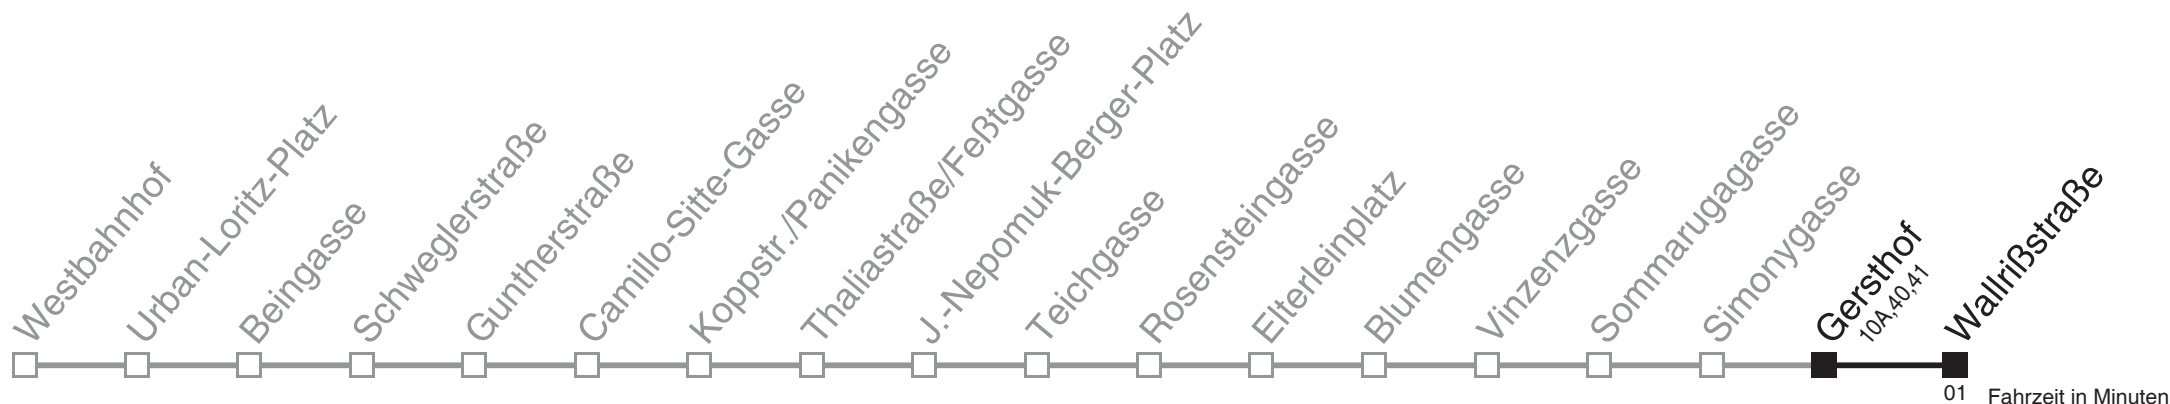 Westbahnhof
Urban-Loritz-Platz
Beingasse
Schweglerstraße
Guntherstraße
Camillo-Sitte-Gasse
Koppstr./Panikengasse
Thaliastraße/Feßtgasse
J.-Nepomuk-Berger-Platz
Teichgasse
Rosensteingasse
Elterleinplatz
Blumengasse
Vinzenzgasse
Sommarugagasse
Simonygasse
Gersthof
10A,40,41
Wallrißstraße
01 Fahrzeit in Minuten